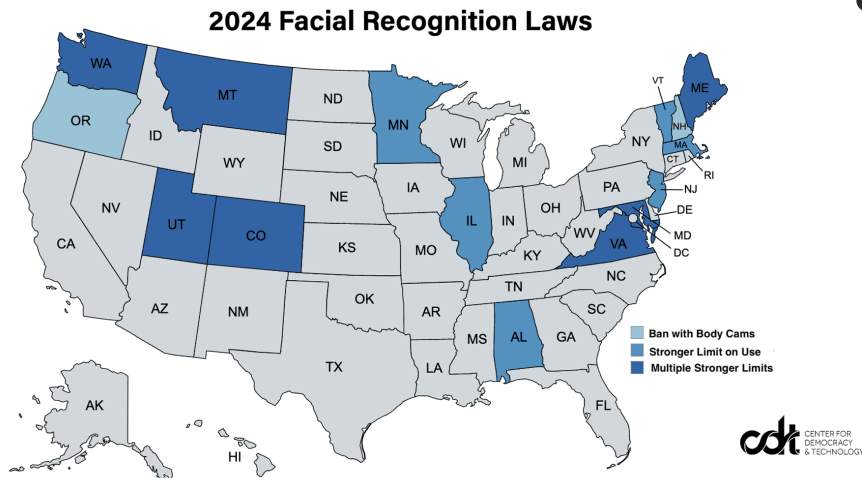 2024 Facial Recognition Laws
WA
MT
ND
MN
OR
ID
SD
WI
MI
VT
ME
NH
NY
MA
CT
RI
WY
NE
IA
PA
NJ
NV
UT
CO
KS
MO
IL
IN
OH
WV
VA
DE
MD
DC
CA
KY
AZ
NM
OK
AR
TN
NC
MS
AL
GA
SC
TX
LA
FL
AK
HI
Ban with Body Cams
Stronger Limit on Use
Multiple Stronger Limits
cdt
CENTER FOR
DEMOCRACY
& TECHNOLOGY